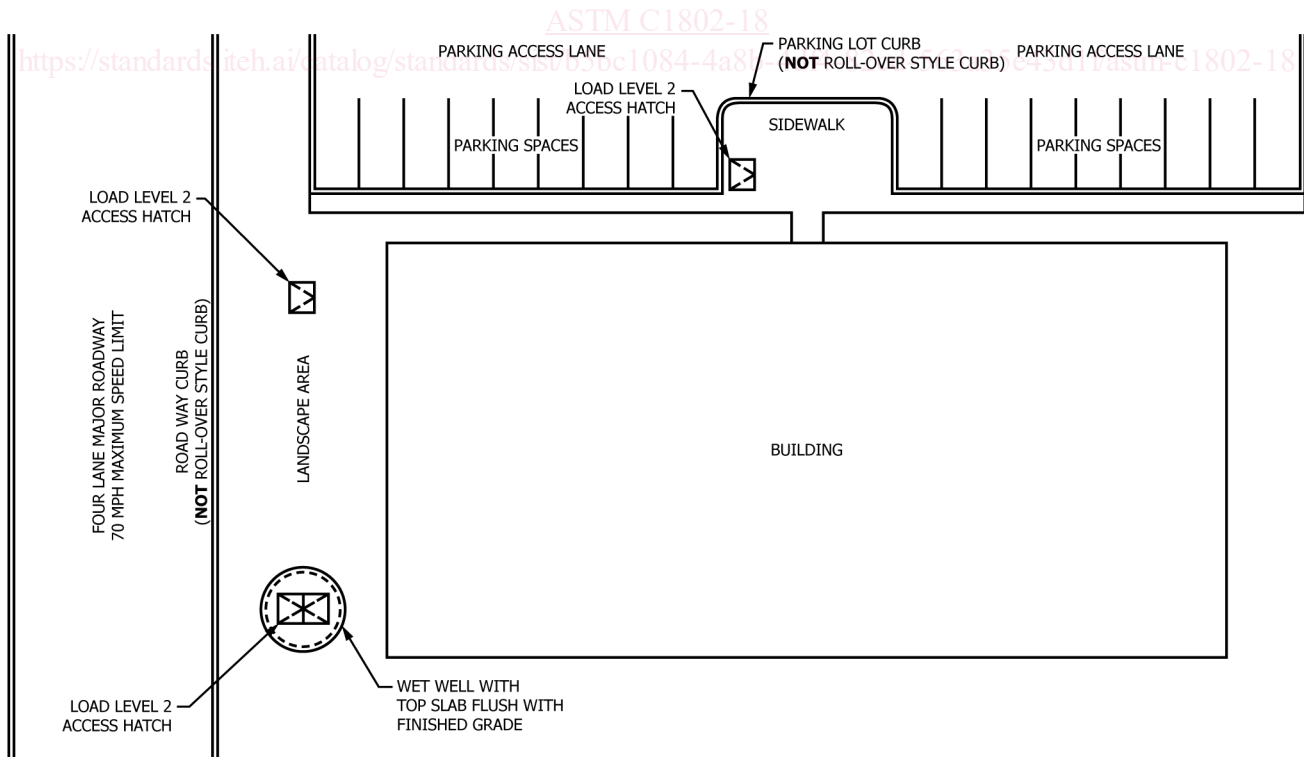 ASTM C1802-18
PARKING ACCESS LANE
PARKING LOT CURB
(NOT ROLL-OVER STYLE CURB)
PARKING ACCESS LANE
LOAD LEVEL 2
ACCESS HATCH
SIDEWALK
PARKING SPACES
PARKING SPACES
LOAD LEVEL 2
ACCESS HATCH
FOUR LANE MAJOR ROADWAY
70 MPH MAXIMUM SPEED LIMIT
ROAD WAY CURB
(NOT ROLL-OVER STYLE CURB)
LANDSCAPE AREA
BUILDING
LOAD LEVEL 2
ACCESS HATCH
WET WELL WITH
TOP SLAB FLUSH WITH
FINISHED GRADE